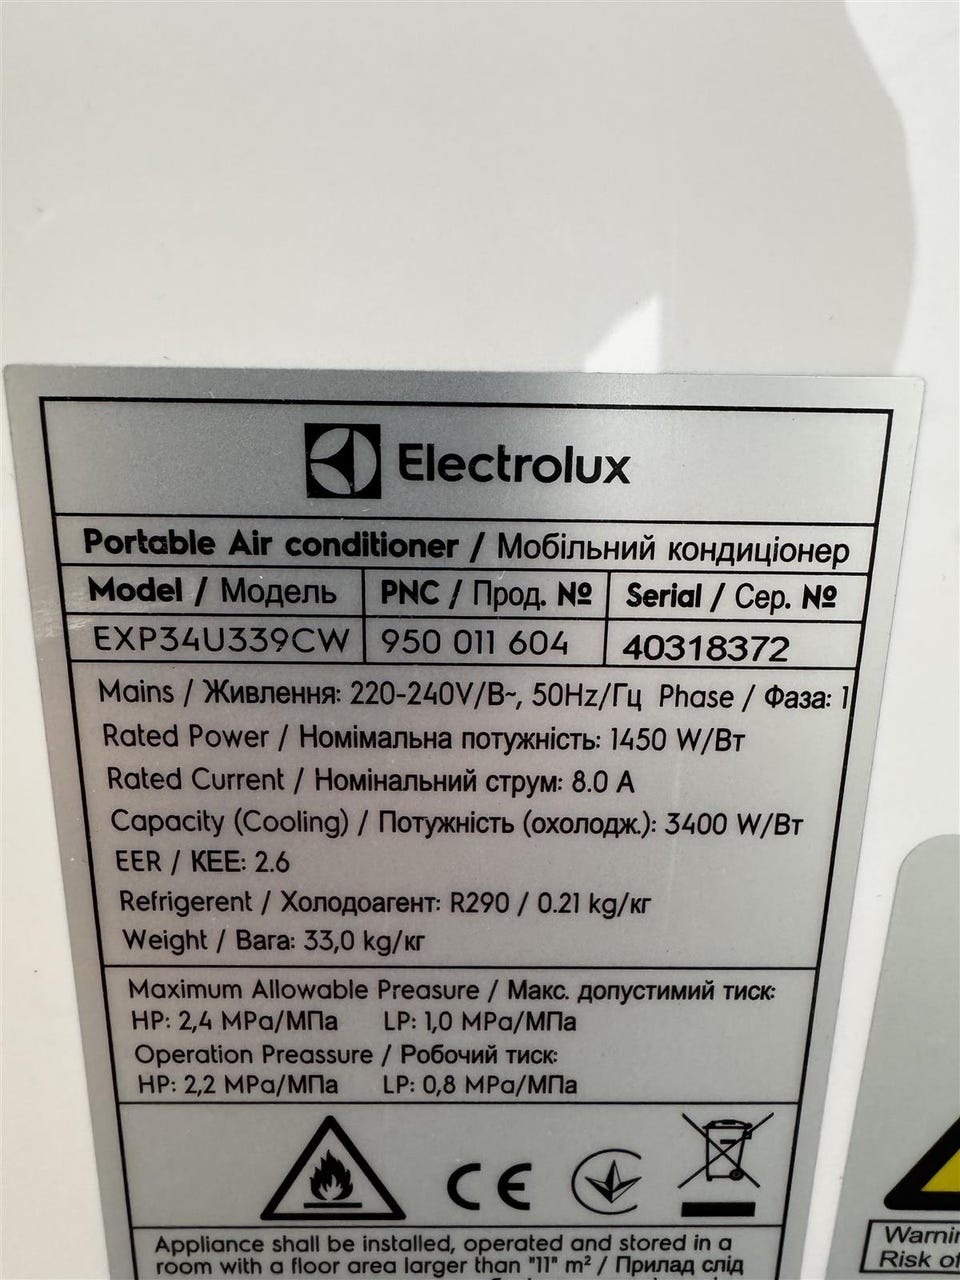 Electrolux
Portable Air conditioner / Мобільний кондиціонер
Model / Модель PNC / Прод. № Serial / Сер. №
EXP34U339CW 950 011 604 40318372
Mains / Живлення: 220-240V/В~, 50Hz/Гц Phase / Фаза: 1
Rated Power / Номімальна потужність: 1450 W/Вт
Rated Current / Номінальний струм: 8.0 A
Capacity (Cooling) / Потужність (охолодж.): 3400 W/Вт
EER / КЕЕ: 2.6
Refrigerent / Холодоагент: R290 / 0.21 kg/кг
Weight / Вага: 33,0 kg/кг
Maximum Allowable Preasure / Макс. допустимий тиск:
HP: 2,4 MPa/МПа LP: 1,0 MPa/МПа
Operation Preassure / Робочий тиск:
HP: 2,2 MPa/МПа LP: 0,8 MPa/МПа
CE
Appliance shall be installed, operated and stored in a
room with a floor area larger than "11" m² / Прилад слід
Risk of